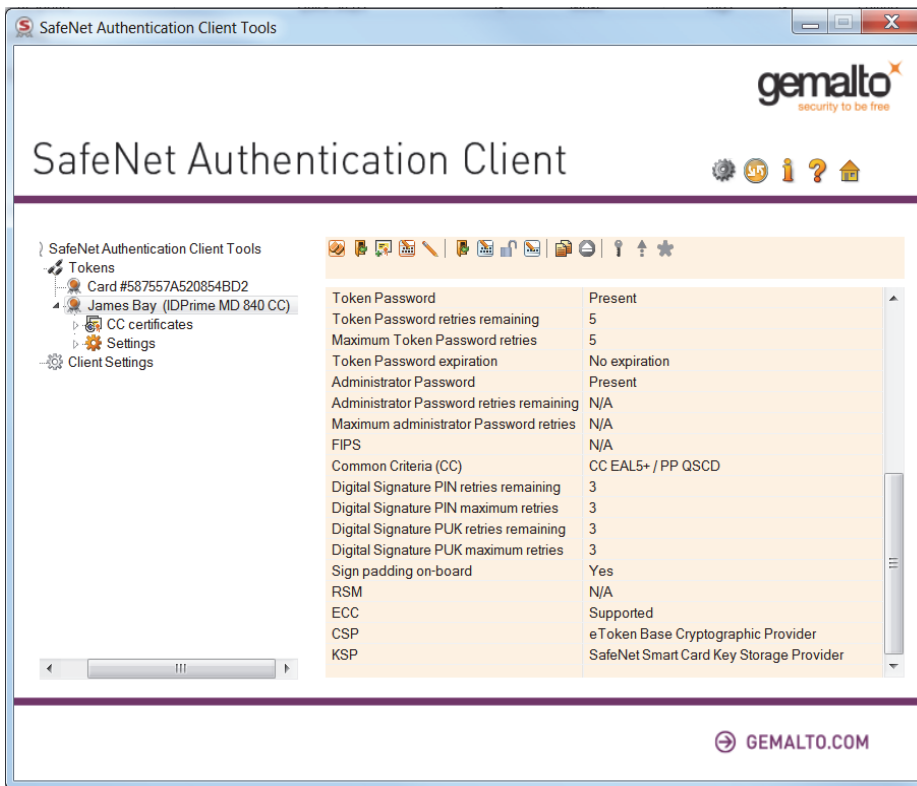 SafeNet Authentication Client Tools
gemalto
security to be free
SafeNet Authentication Client
SafeNet Authentication Client Tools
Tokens
Card #587557A520854BD2
James Bay (IDPrime MD 840 CC)
CC certificates
Settings
Client Settings
Token Password Present
Token Password retries remaining 5
Maximum Token Password retries 5
Token Password expiration No expiration
Administrator Password Present
Administrator Password retries remaining N/A
Maximum administrator Password retries N/A
FIPS N/A
Common Criteria (CC) CC EAL5+ / PP QSCD
Digital Signature PIN retries remaining 3
Digital Signature PIN maximum retries 3
Digital Signature PUK retries remaining 3
Digital Signature PUK maximum retries 3
Sign padding on-board Yes
RSM N/A
ECC Supported
CSP eToken Base Cryptographic Provider
KSP SafeNet Smart Card Key Storage Provider
GEMALTO.COM